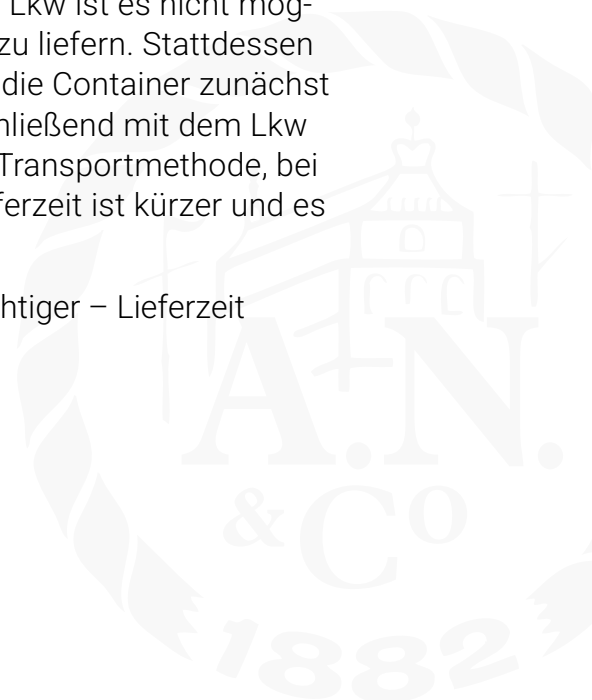 Lkw ist es nicht mög-
zu liefern. Stattdessen
die Container zunächst
hließend mit dem Lkw
Transportmethode, bei
ferzeit ist kürzer und es
htiger – Lieferzeit
A.N.
& Co
1882